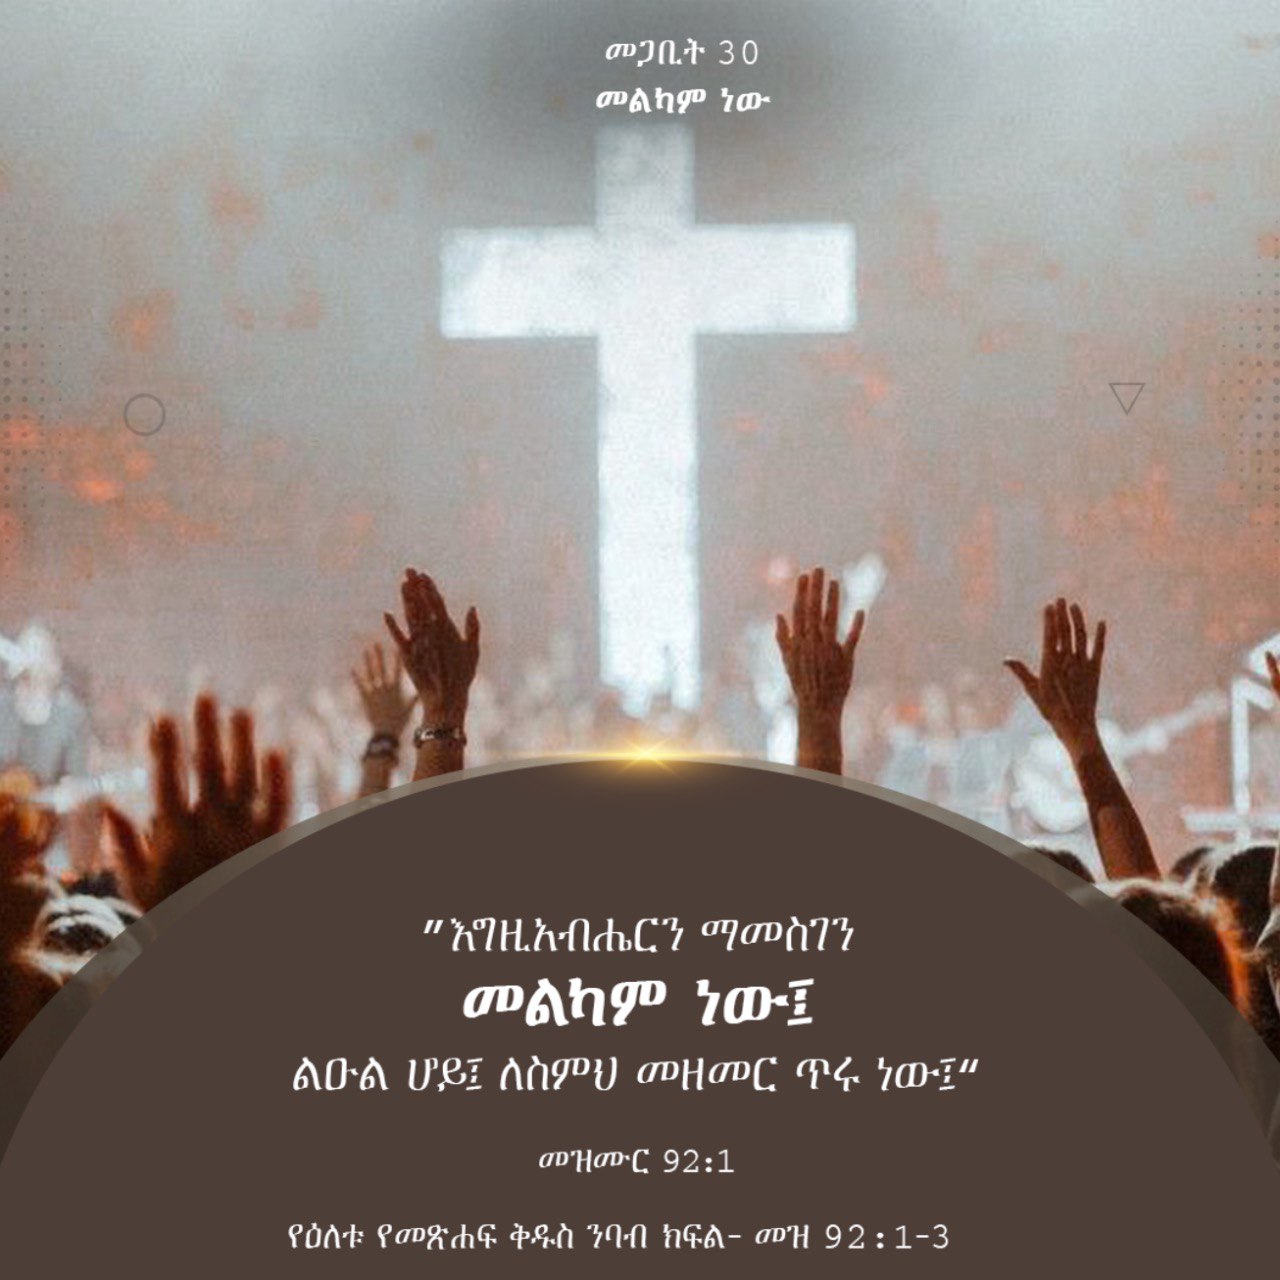 መጋቢት 30
መልካም ነው
"እግዚአብሔርን ማመስገን
መልካም ነው፤
ልዑል ሆይ፤ ለስምህ መዘመር ጥሩ ነው፤"
መዝሙር 92:1
የዕለቱ የመጽሐፍ ቅዱስ ንባብ ክፍል- መዝ 92:1-3